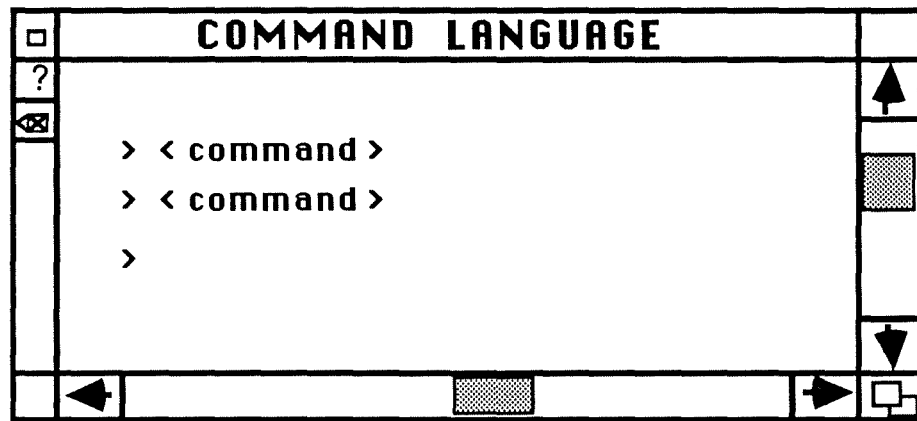 COMMAND LANGUAGE
?
> < command >
> < command >
>